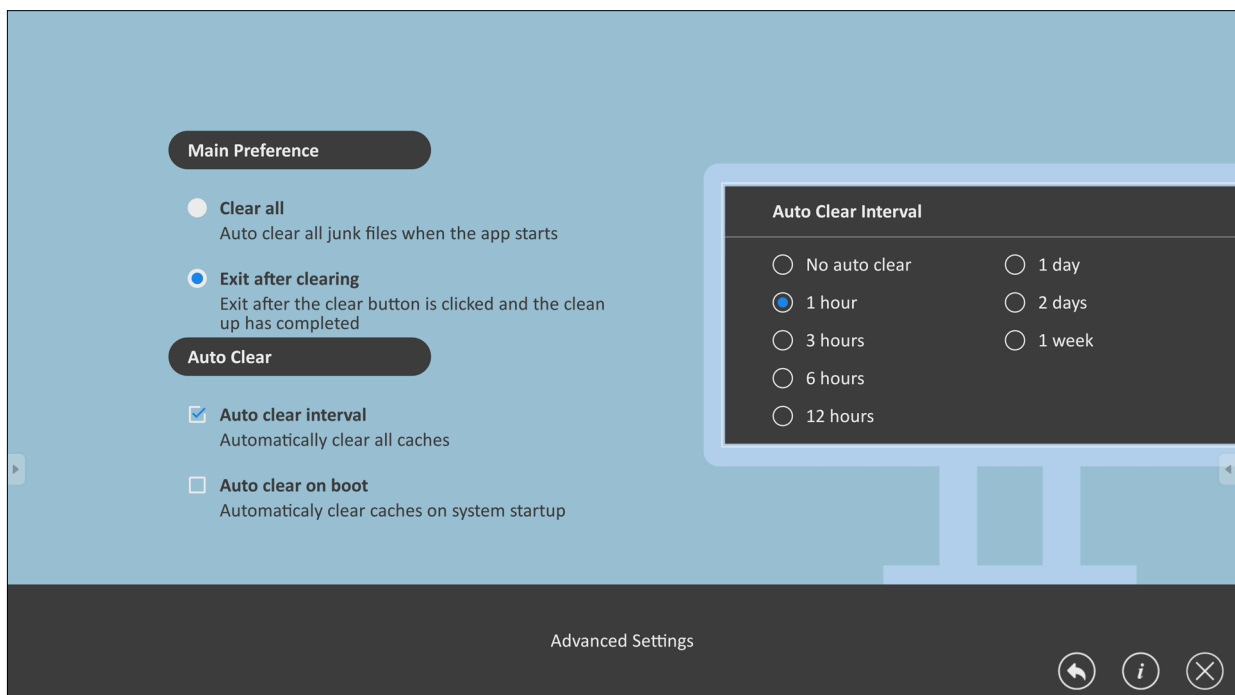 Main Preference
Clear all
Auto clear all junk files when the app starts
Exit after clearing
Exit after the clear button is clicked and the clean
up has completed
Auto Clear
Auto clear interval
Automatically clear all caches
Auto clear on boot
Automaticaly clear caches on system startup
Auto Clear Interval
No auto clear
1 hour
3 hours
6 hours
12 hours
1 day
2 days
1 week
Advanced Settings
i